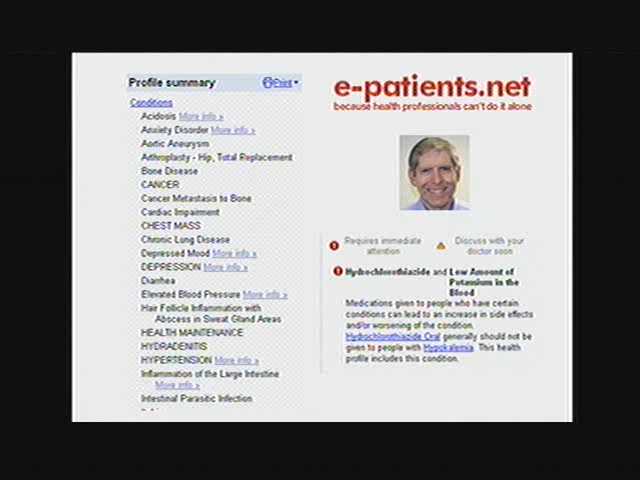 Profile summary
Print
Conditions
Acidosis More info »
Anxiety Disorder More info »
Aortic Aneurysm
Arthroplasty - Hip, Total Replacement
Bone Disease
CANCER
Cancer Metastasis to Bone
Cardiac Impairment
CHEST MASS
Chronic Lung Disease
Depressed Mood More info »
DEPRESSION More info »
Diarrhea
Elevated Blood Pressure More info »
Hair Follicle Inflammation with
Abscess in Sweat Gland Areas
HEALTH MAINTENANCE
HYDRADENITIS
HYPERTENSION More info »
Inflammation of the Large Intestine
More info »
Intestinal Parasitic Infection
e-patients.net
because health professionals can't do it alone
Requires immediate
attention
Discuss with your
doctor soon
Hydrochlorothiazide and Low Amount of
Potassium in the
Blood
Medications given to people who have certain
conditions can lead to an increase in side effects
and/or worsening of the condition.
Hydrochlorothiazide Oral generally should not be
given to people with Hypokalemia. This health
profile includes this condition.